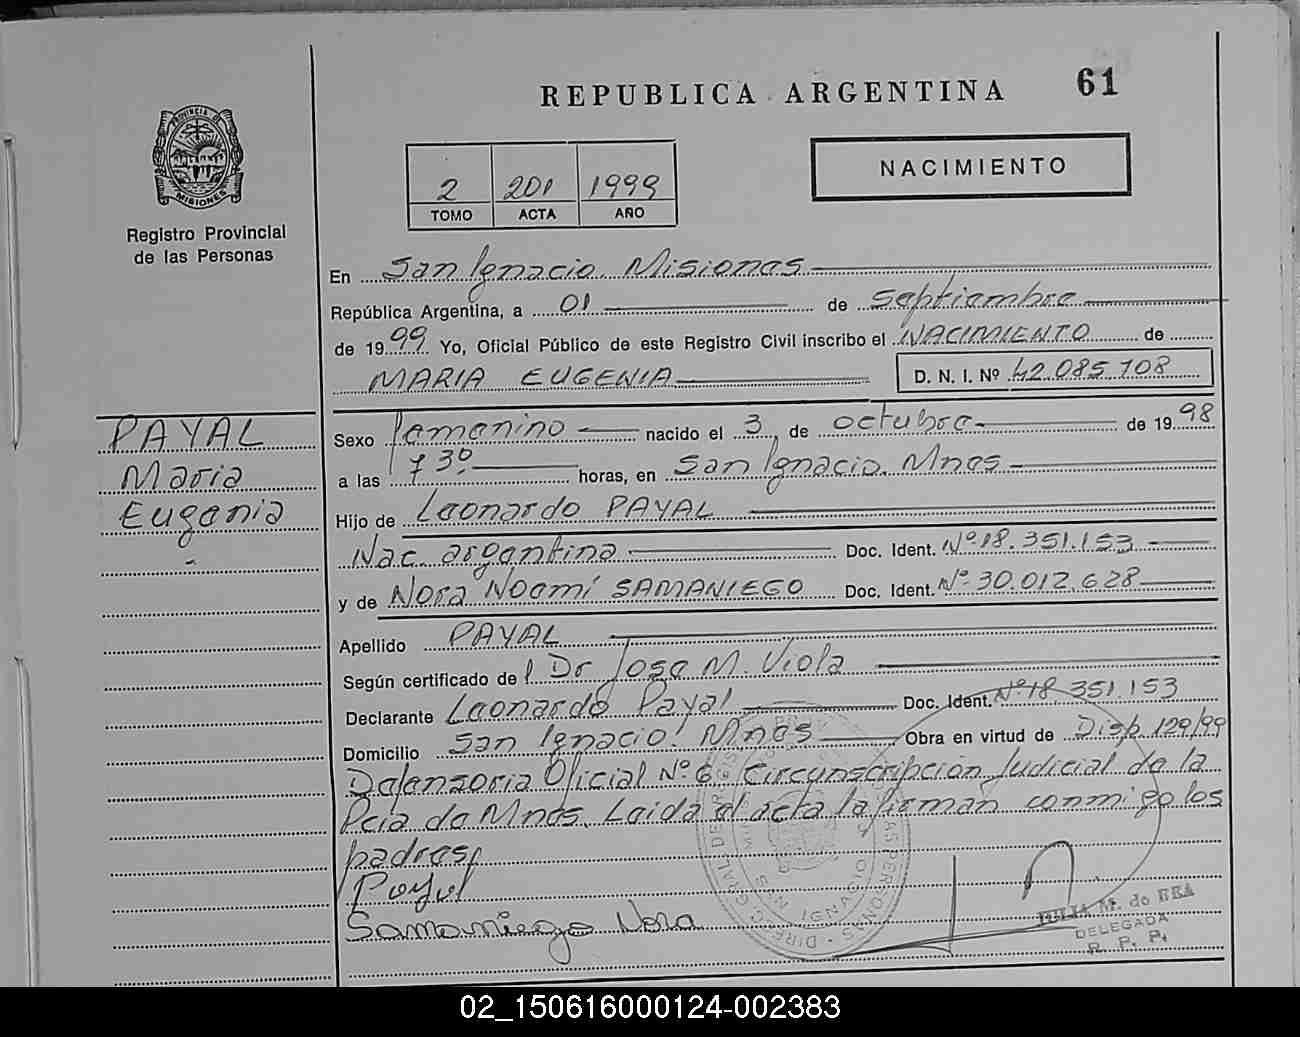 REPUBLICA ARGENTINA 61
PROVINCIA DE MISIONES
Registro Provincial
de las Personas
2 201 1999
TOMO ACTA AÑO
NACIMIENTO
En San Ignacio. Misiones
República Argentina, a 01 de septiembre
de 1999 Yo, Oficial Público de este Registro Civil inscribo el NACIMIENTO de
MARIA EUGENIA D. N. I. Nº 42.085.708
PAYAL
Maria
Eugenia
Sexo femenino nacido el 3 de octubre de 1998
a las 7 30 horas, en San Ignacio. Mnes
Hijo de Leonardo PAYAL
Nac. argentina Doc. Ident. Nº 18.351.153
y de Nora Noemí SAMANIEGO Doc. Ident. Nº 30.012.628
Apellido PAYAL
Según certificado de l Dr Jose M. Viola
Declarante Leonardo Payal Doc. Ident. Nº 18.351.153
Domicilio San Ignacio. Mnes Obra en virtud de Disp. 129/99
Defensoria Oficial Nº 6 Circunscripción Judicial de la
Pcia de Mnes. Leida el acta la firman conmigo los
padres
Payal
Samaniego Nora
M. do REA
DELEGADA
R. P. P.
02_150616000124-002383